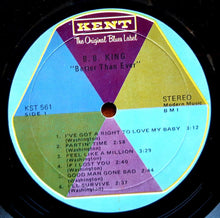 KENT
The Original Blues Label
B. B. KING
"Better Than Ever"
KST 561
SIDE 1
STEREO
Modern Music
BMI
1. I'VE GOT A RIGHT TO LOVE MY BABY 3:12
(Washington)
2. PARTIN' TIME 2:55
(Washington)
3. FEEL LIKE A MILLION 2:29
(Washington)
4. IF I LOST YOU 2:40
(Washington)
5. GOOD MAN GONE BAD 2:44
(Washington)
6. I'LL SURVIVE 2:37
(Washington)